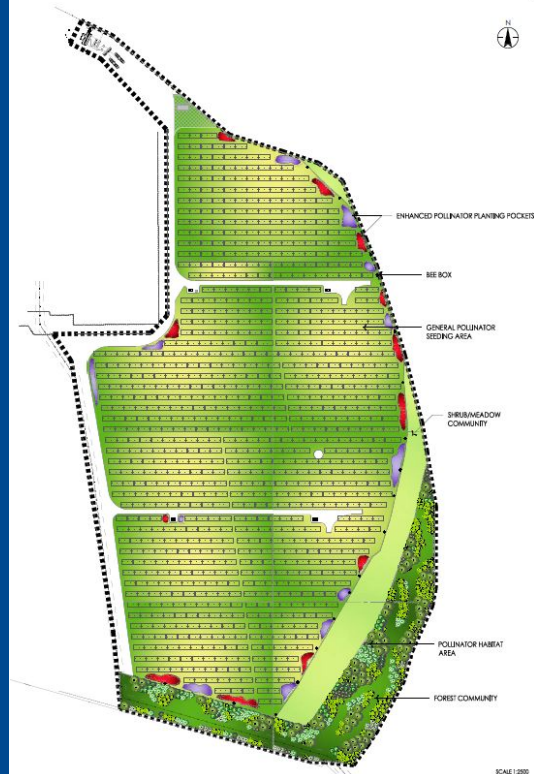 N
ENHANCED POLLINATOR PLANTING POCKETS
BEE BOX
GENERAL POLLINATOR
SEEDING AREA
SHRUB/MEADOW
COMMUNITY
POLLINATOR HABITAT
AREA
FOREST COMMUNITY
SCALE 1:2500